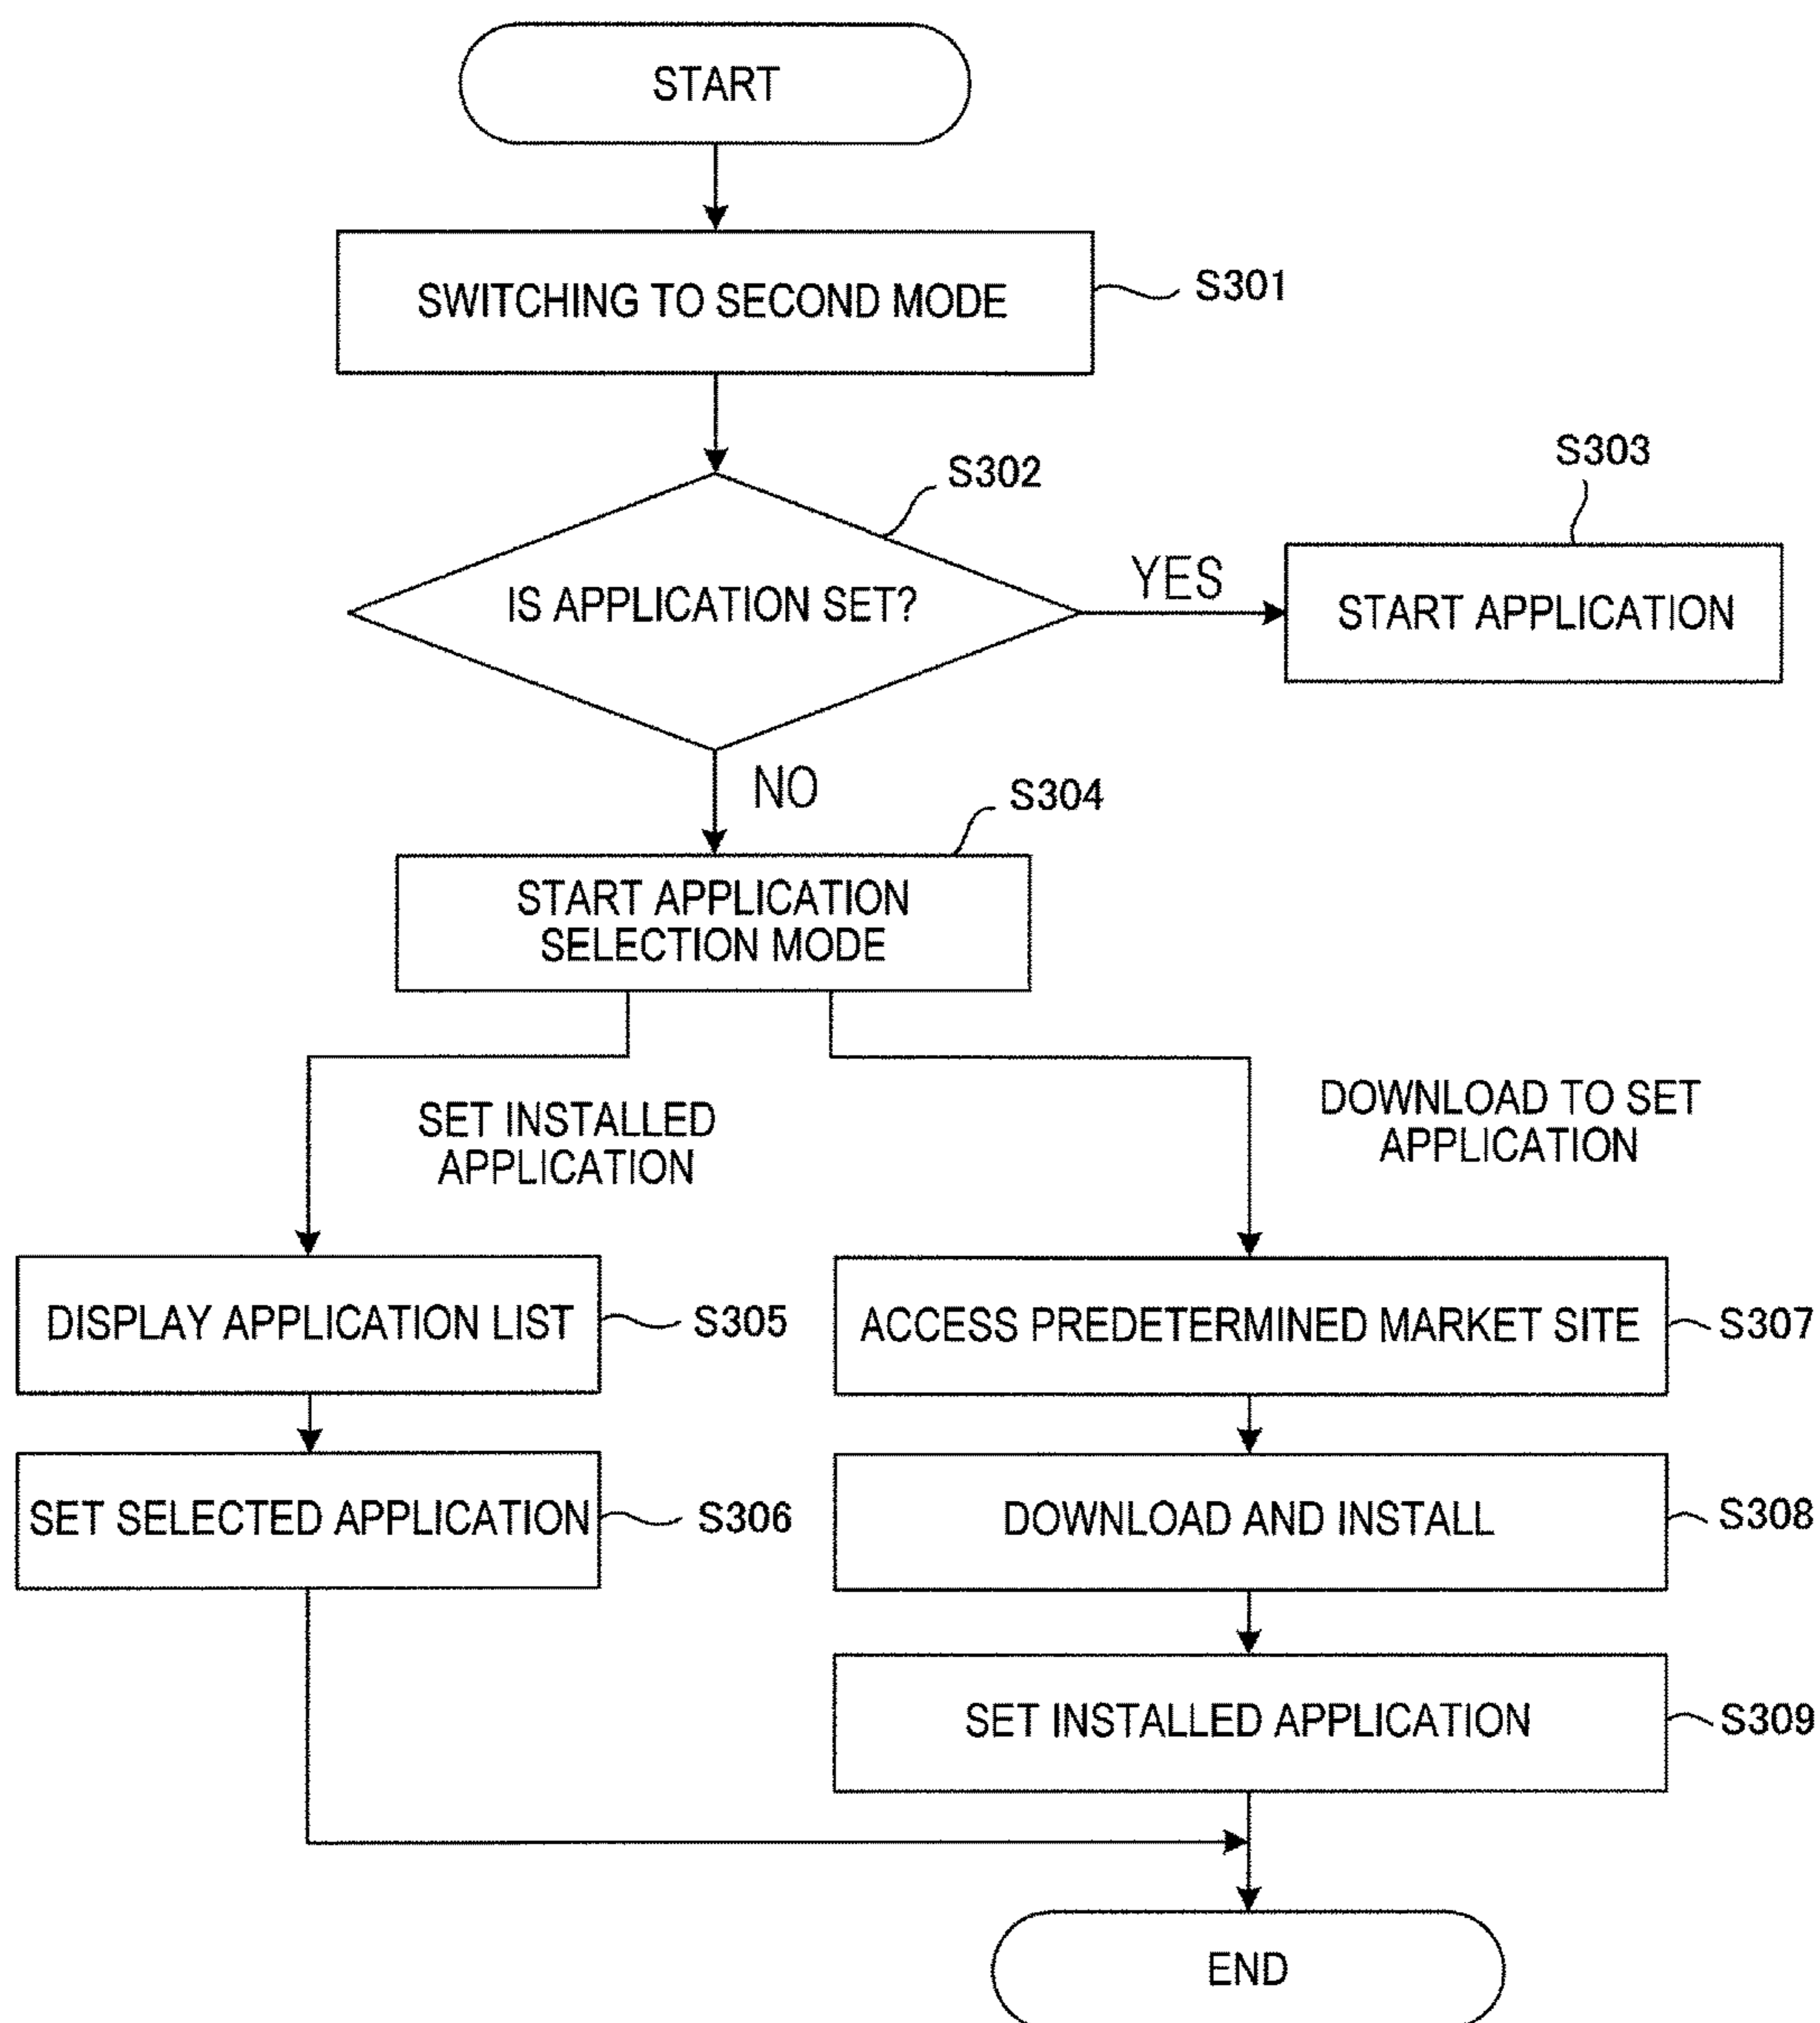 START
SWITCHING TO SECOND MODE
S301
S302
S303
IS APPLICATION SET?
YES
START APPLICATION
NO
S304
START APPLICATION
SELECTION MODE
SET INSTALLED
APPLICATION
DOWNLOAD TO SET
APPLICATION
DISPLAY APPLICATION LIST
S305
ACCESS PREDETERMINED MARKET SITE
S307
SET SELECTED APPLICATION
S306
DOWNLOAD AND INSTALL
S308
SET INSTALLED APPLICATION
S309
END